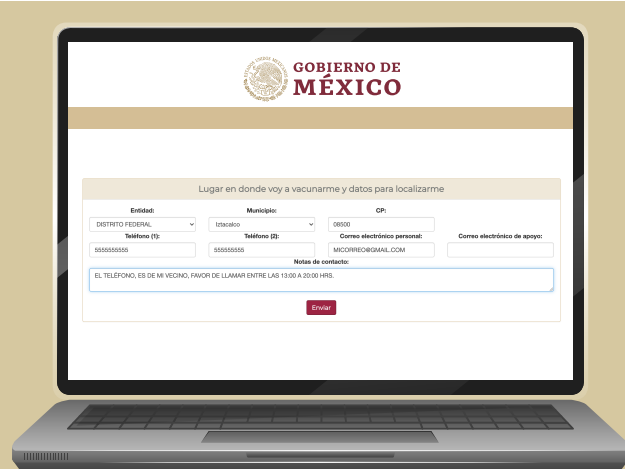 GOBIERNO DE
MÉXICO
Lugar en donde voy a vacunarme y datos para localizarme
Entidad: Municipio: CP:
DISTRITO FEDERAL Iztacalco 08500
Teléfono (1): Teléfono (2): Correo electrónico personal: Correo electrónico de apoyo:
5555555555 555555555 MICORREO@GMAIL.COM
Notas de contacto:
EL TELÉFONO, ES DE MI VECINO, FAVOR DE LLAMAR ENTRE LAS 13:00 A 20:00 HRS.
Enviar